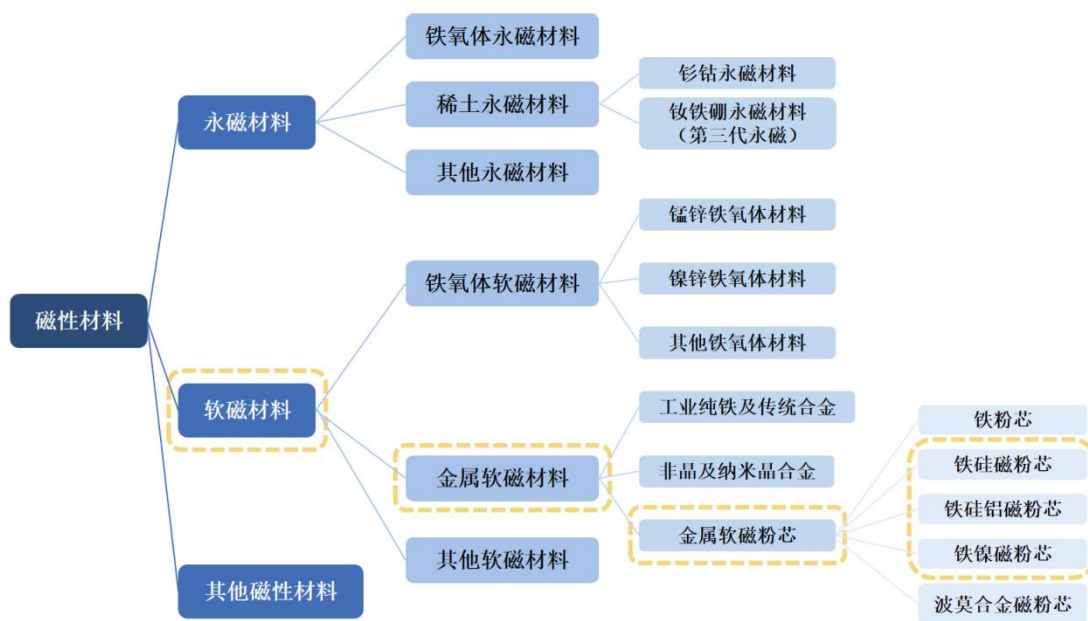 磁性材料
永磁材料
铁氧体永磁材料
稀土永磁材料
钐钴永磁材料
钕铁硼永磁材料
（第三代永磁）
其他永磁材料
软磁材料
铁氧体软磁材料
锰锌铁氧体材料
镍锌铁氧体材料
其他铁氧体材料
金属软磁材料
工业纯铁及传统合金
非晶及纳米晶合金
金属软磁粉芯
铁粉芯
铁硅磁粉芯
铁硅铝磁粉芯
铁镍磁粉芯
波莫合金磁粉芯
其他软磁材料
其他磁性材料